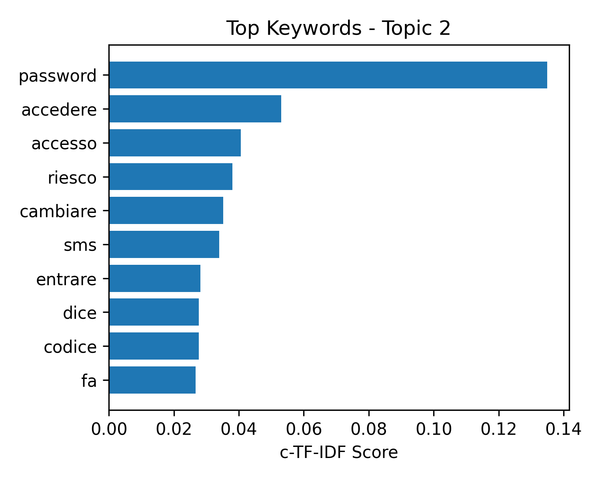 Top Keywords - Topic 2
password
accedere
accesso
riesco
cambiare
sms
entrare
dice
codice
fa
0.00 0.02 0.04 0.06 0.08 0.10 0.12 0.14
c-TF-IDF Score